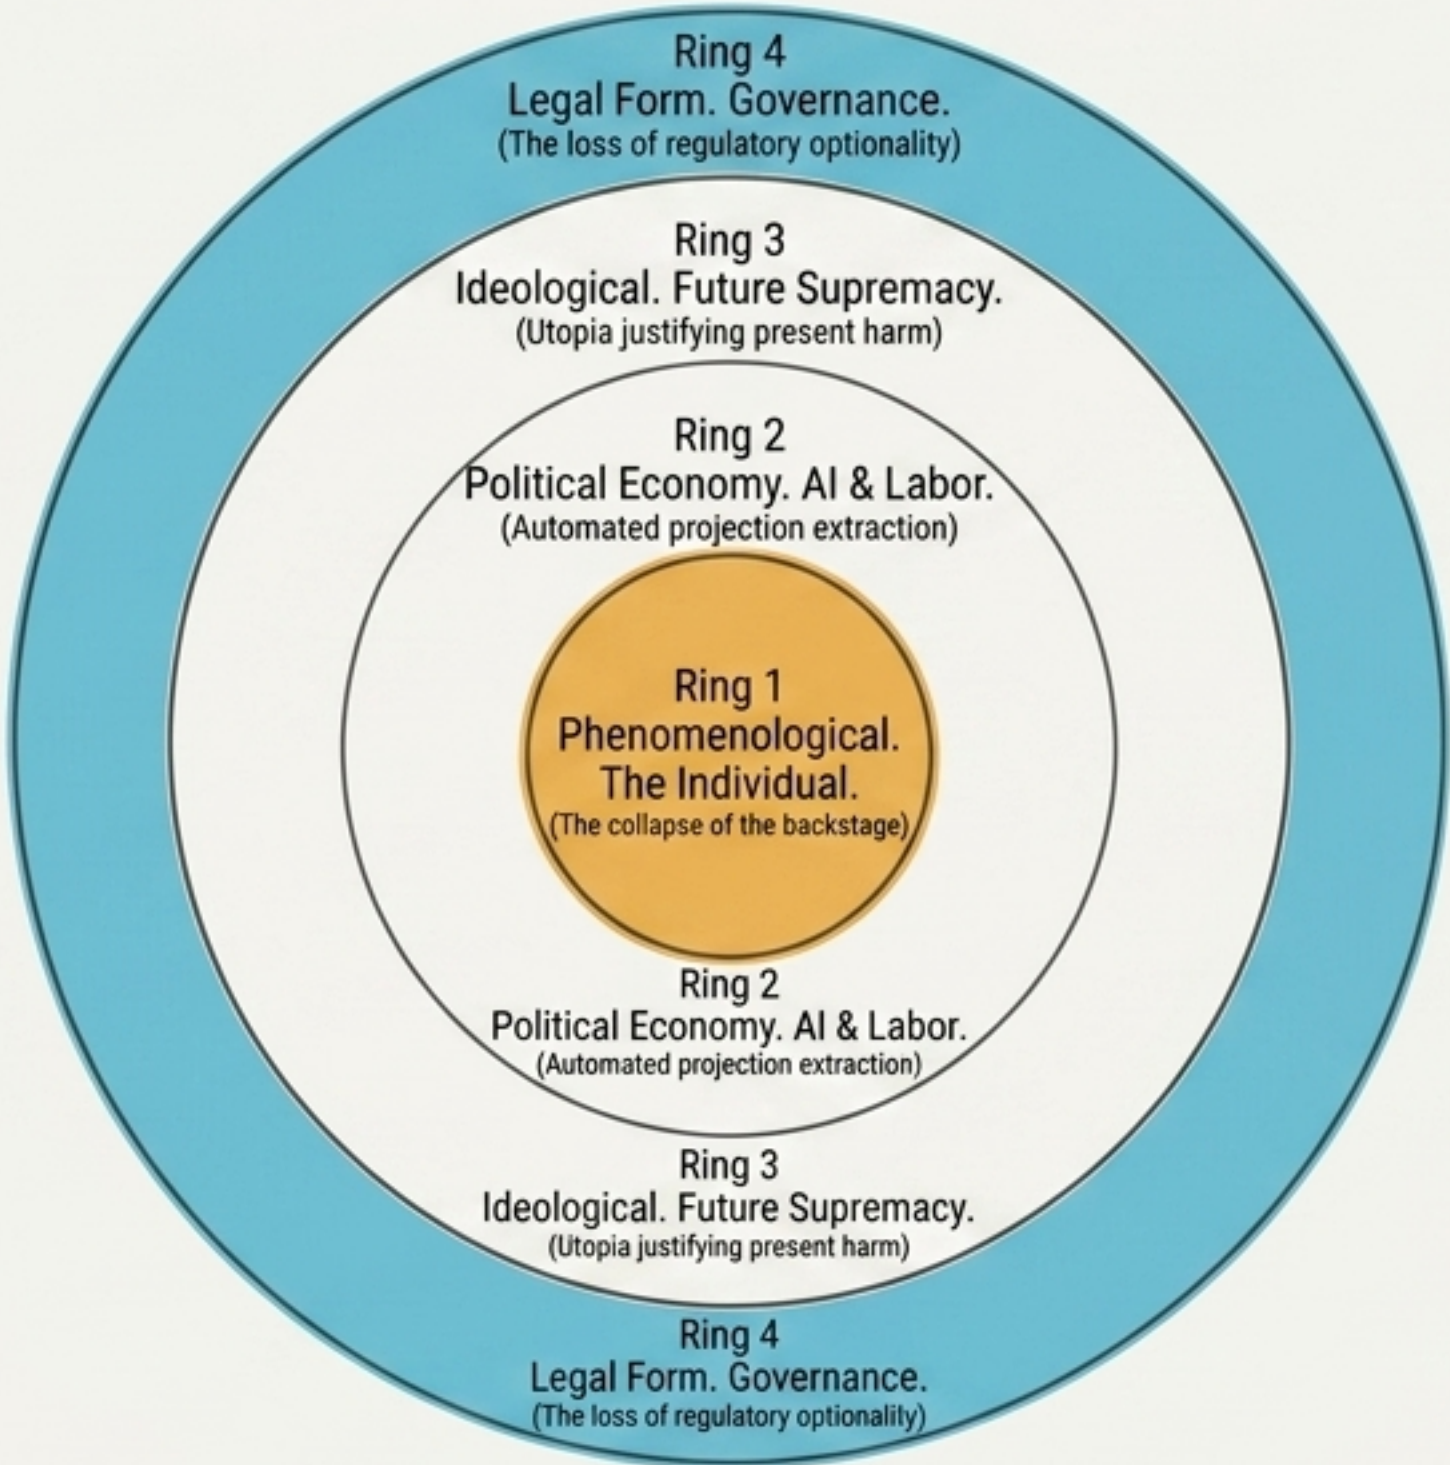 Ring 4
Legal Form. Governance.
(The loss of regulatory optionality)
Ring 3
Ideological. Future Supremacy.
(Utopia justifying present harm)
Ring 2
Political Economy. AI & Labor.
(Automated projection extraction)
Ring 1
Phenomenological.
The Individual.
(The collapse of the backstage)
Ring 2
Political Economy. AI & Labor.
(Automated projection extraction)
Ring 3
Ideological. Future Supremacy.
(Utopia justifying present harm)
Ring 4
Legal Form. Governance.
(The loss of regulatory optionality)